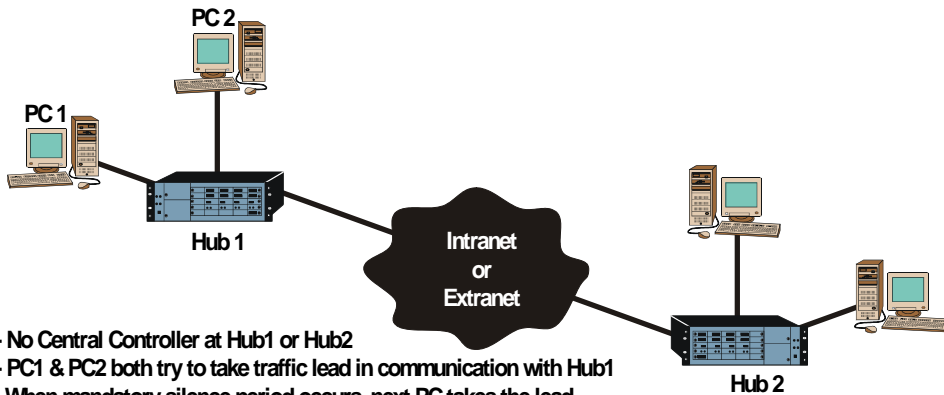 PC 2
PC 1
Hub 1
Intranet
or
Extranet
- No Central Controller at Hub1 or Hub2
- PC1 & PC2 both try to take traffic lead in communication with Hub1
- When mandatory silence period occurs, next PC takes the lead
Hub 2